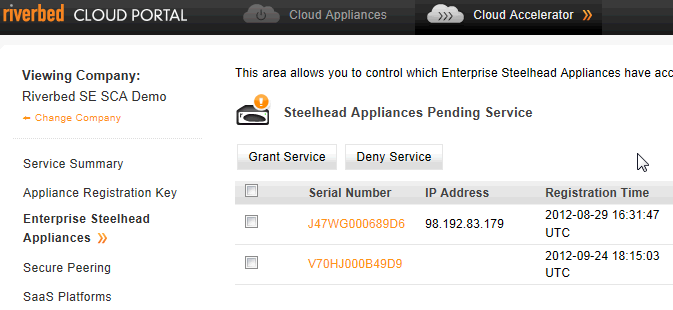 riverbed CLOUD PORTAL
Cloud Appliances
Cloud Accelerator »
Viewing Company:
Riverbed SE SCA Demo
Change Company
Service Summary
Appliance Registration Key
Enterprise Steelhead
Appliances »
Secure Peering
SaaS Platforms
This area allows you to control which Enterprise Steelhead Appliances have acc
Steelhead Appliances Pending Service
Grant Service Deny Service
Serial Number IP Address Registration Time
J47WG000689D6 98.192.83.179 2012-08-29 16:31:47
UTC
V70HJ000B49D9 2012-09-24 18:15:03
UTC